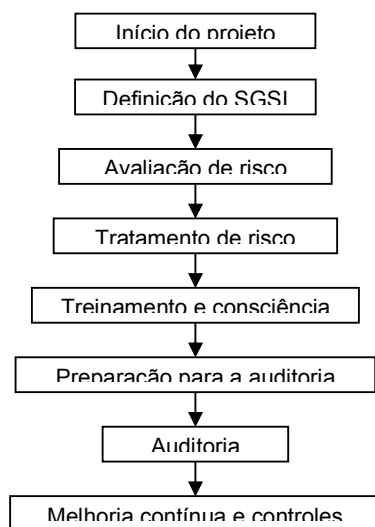 Início do projeto
Definição do SGSI
Avaliação de risco
Tratamento de risco
Treinamento e consciência
Preparação para a auditoria
Auditoria
Melhoria contínua e controles